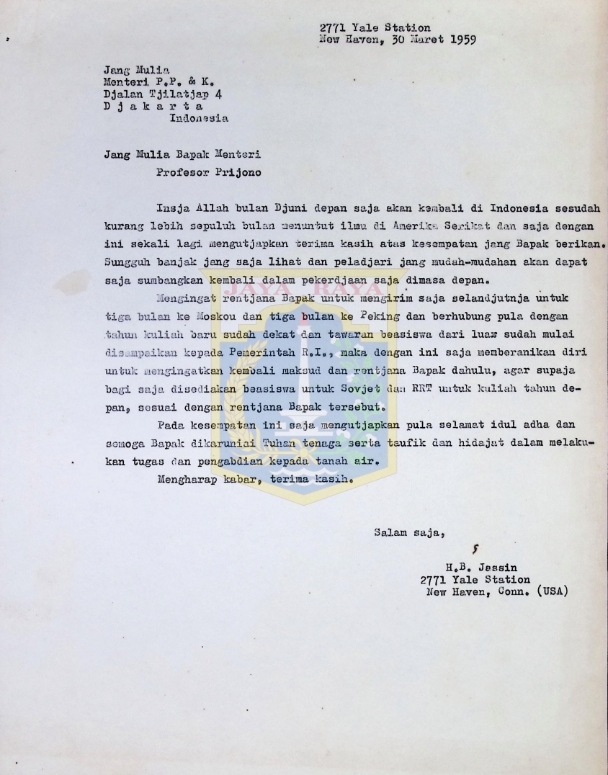 2771 Yale Station
New Haven, 30 Maret 1959
Jang Mulia
Menteri P.P. & K.
Djalan Tjilatjap 4
D j a k a r t a
Indonesia
Jang Mulia Bapak Menteri
Profesor Prijono
Insja Allah bulan Djuni depan saja akan kembali di Indonesia sesudah
kurang lebih sepuluh bulan menuntut ilmu di Amerika Serikat dan saja dengan
ini sekali lagi mengutjapkan terima kasih atas kesempatan jang Bapak berikan.
Sungguh banjak jang saja lihat dan peladjari jang mudah-mudahan akan dapat
saja sumbangkan kembali dalam pekerdjaan saja dimasa depan.
JAYA RAYA
Mengingat rentjana Bapak untuk mengirim saja selandjutnja untuk
tiga bulan ke Moskou dan tiga bulan ke Peking dan berhubung pula dengan
tahun kuliah baru sudah dekat dan tawaran beasiswa dari luar sudah mulai
disampaikan kepada Pemerintah R.I., maka dengan ini saja memberanikan diri
untuk mengingatkan kembali maksud dan rentjana Bapak dahulu, agar supaja
bagi saja disediakan beasiswa untuk Sovjet dan RRT untuk kuliah tahun de-
pan, sesuai dengan rentjana Bapak tersebut.
Pada kesempatan ini saja mengutjapkan pula selamat idul adha dan
semoga Bapak dikaruniai Tuhan tenaga serta taufik dan hidajat dalam melaku-
kan tugas dan pengabdian kepada tanah air.
Mengharap kabar, terima kasih.
Salam saja,
H.B. Jassin
2771 Yale Station
New Haven, Conn. (USA)